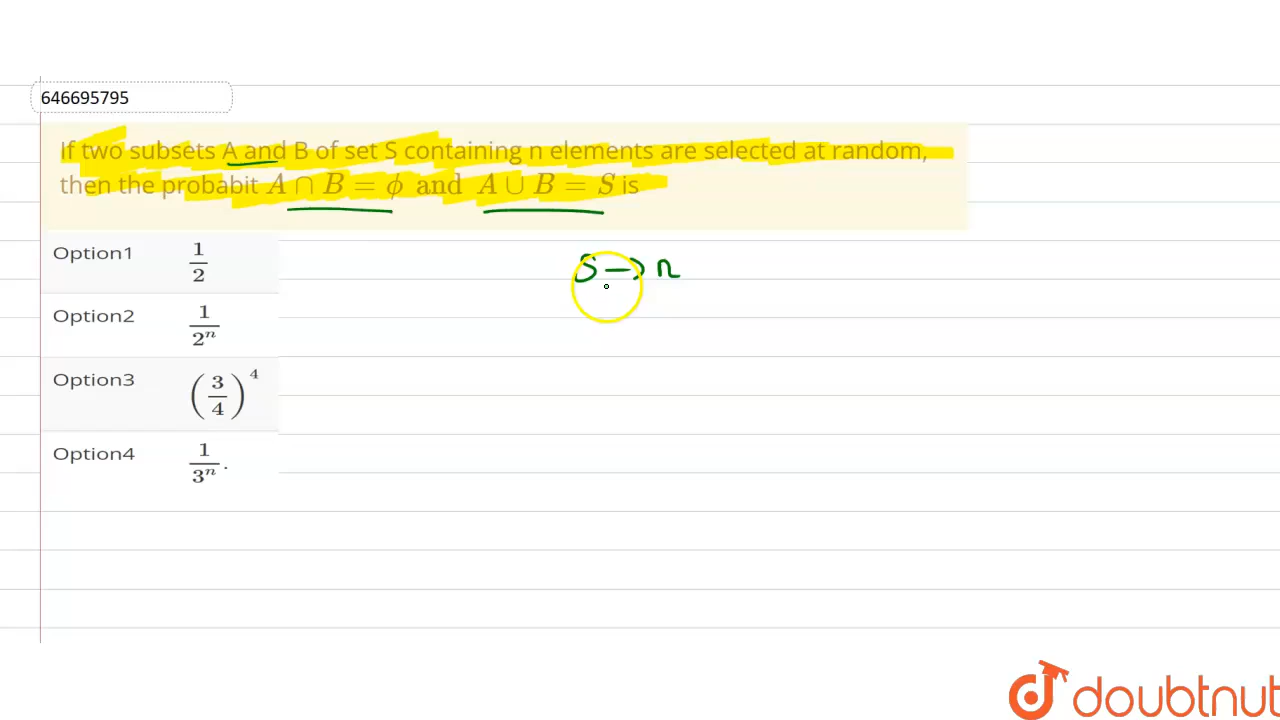 646695795
If two subsets A and B of set S containing n elements are selected at random,
then the probabit A ∩ B = ϕ and A ∪ B = S is
Option1 1/2
Option2 1/2^n
Option3 (3/4)^4
Option4 1/3^n.
S → n
doubtnut